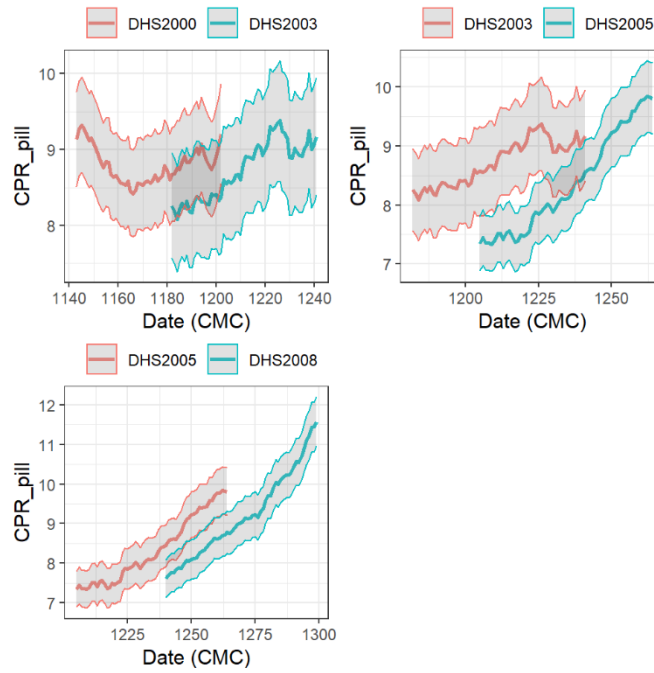 DHS2000 DHS2003
CPR_pill
10
9
8
1140 1160 1180 1200 1220 1240
Date (CMC)
DHS2003 DHS2005
CPR_pill
10
9
8
7
1200 1225 1250
Date (CMC)
DHS2005 DHS2008
CPR_pill
12
11
10
9
8
7
1225 1250 1275 1300
Date (CMC)